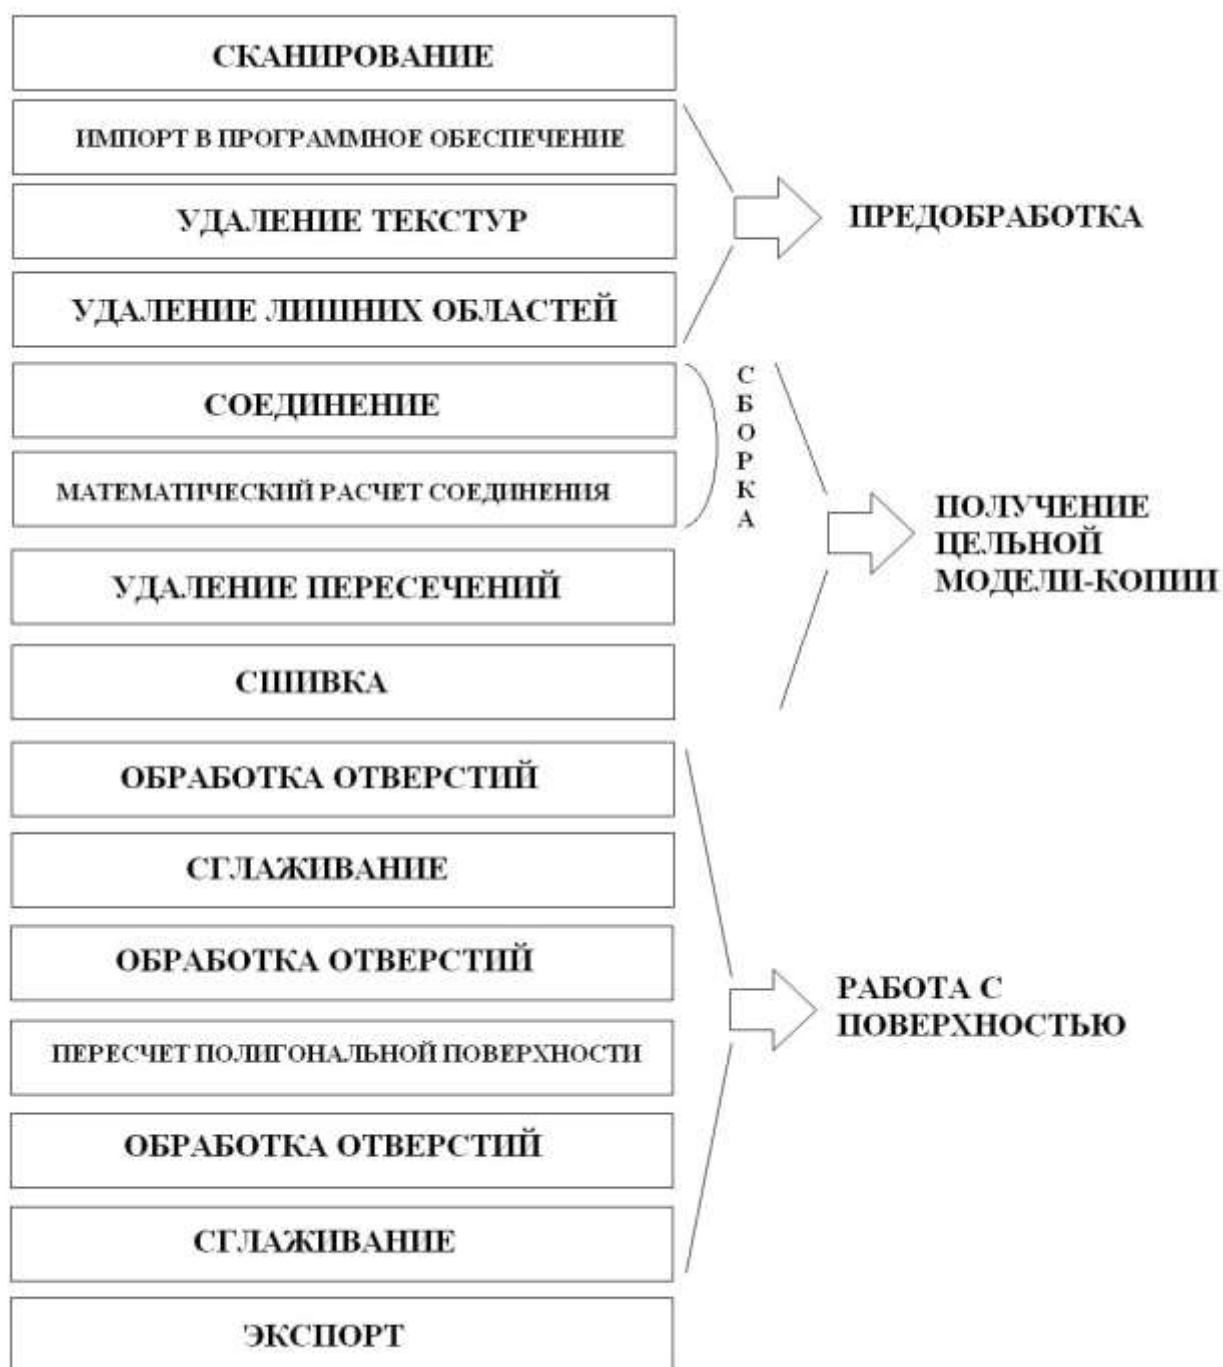 СКАНИРОВАНИЕ
ИМПОРТ В ПРОГРАММНОЕ ОБЕСПЕЧЕНИЕ
УДАЛЕНИЕ ТЕКСТУР
УДАЛЕНИЕ ЛИШНИХ ОБЛАСТЕЙ
ПРЕДОБРАБОТКА
СОЕДИНЕНИЕ
МАТЕМАТИЧЕСКИЙ РАСЧЕТ СОЕДИНЕНИЯ
СБОРКА
УДАЛЕНИЕ ПЕРЕСЕЧЕНИЙ
СШИВКА
ПОЛУЧЕНИЕ
ЦЕЛЬНОЙ
МОДЕЛИ-КОПИИ
ОБРАБОТКА ОТВЕРСТИЙ
СГЛАЖИВАНИЕ
ОБРАБОТКА ОТВЕРСТИЙ
ПЕРЕСЧЕТ ПОЛИГОНАЛЬНОЙ ПОВЕРХНОСТИ
ОБРАБОТКА ОТВЕРСТИЙ
СГЛАЖИВАНИЕ
РАБОТА С
ПОВЕРХНОСТЬЮ
ЭКСПОРТ